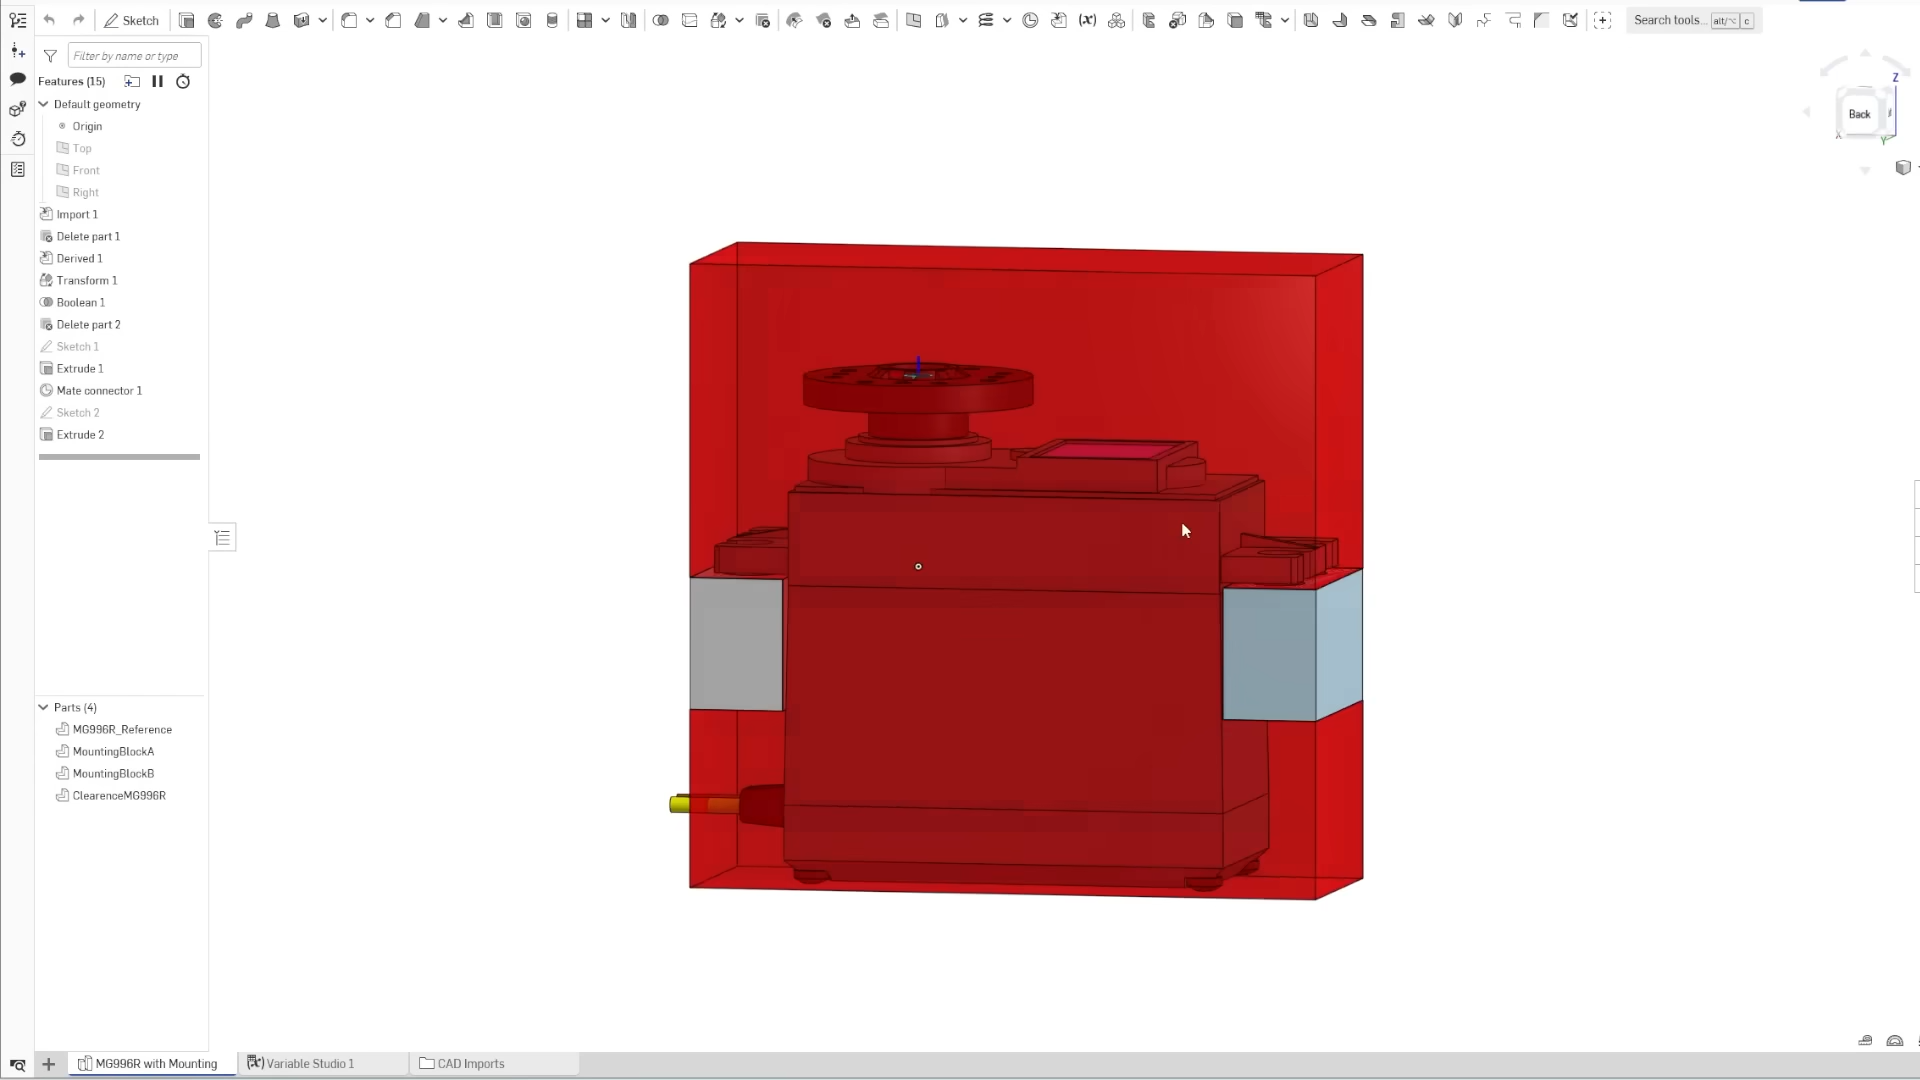 Sketch
Search tools... alt/⌥ c
Filter by name or type
Features (15)
Default geometry
Origin
Top
Front
Right
Import 1
Delete part 1
Derived 1
Transform 1
Boolean 1
Delete part 2
Sketch 1
Extrude 1
Mate connector 1
Sketch 2
Extrude 2
Parts (4)
MG996R_Reference
MountingBlockA
MountingBlockB
ClearenceMG996R
Z
Back
X
Y
MG996R with Mounting
Variable Studio 1
CAD Imports